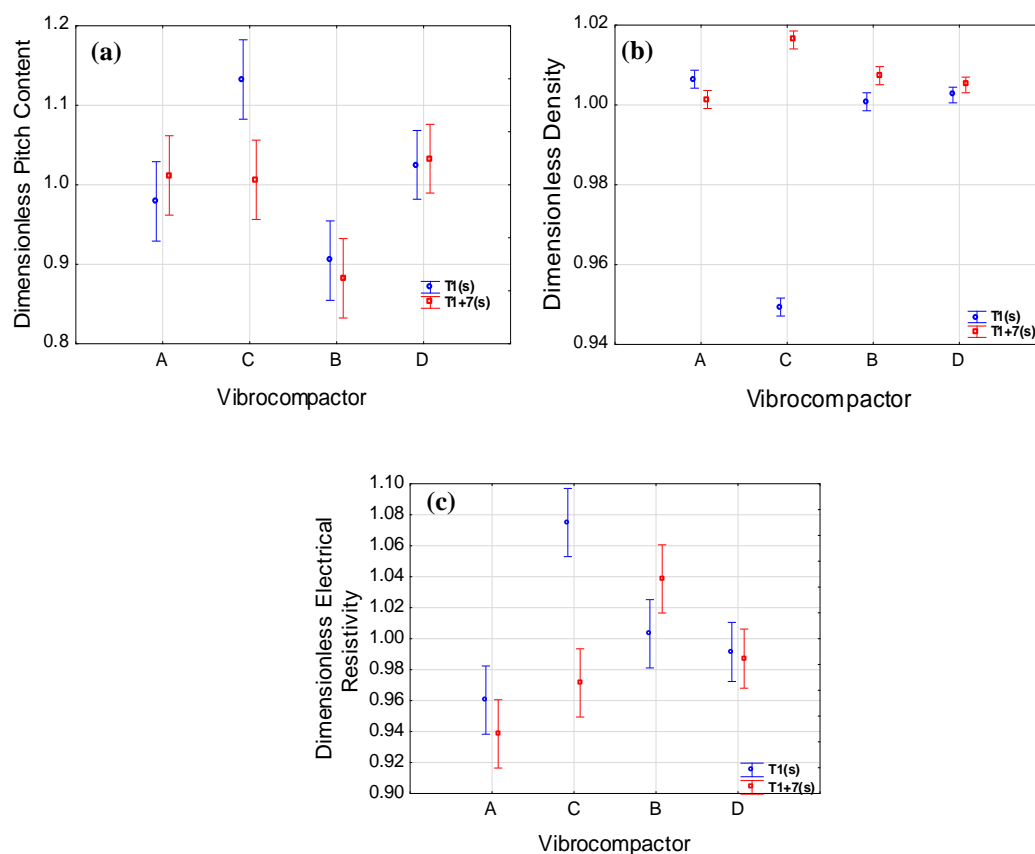 (a)
Dimensionless Pitch Content
1.2
1.1
1.0
0.9
0.8
T1(s)
T1+7(s)
A C B D
Vibrocompactor
(b)
Dimensionless Density
1.02
1.00
0.98
0.96
0.94
T1(s)
T1+7(s)
A C B D
Vibrocompactor
(c)
Dimensionless Electrical
Resistivity
1.10
1.08
1.06
1.04
1.02
1.00
0.98
0.96
0.94
0.92
0.90
T1(s)
T1+7(s)
A C B D
Vibrocompactor